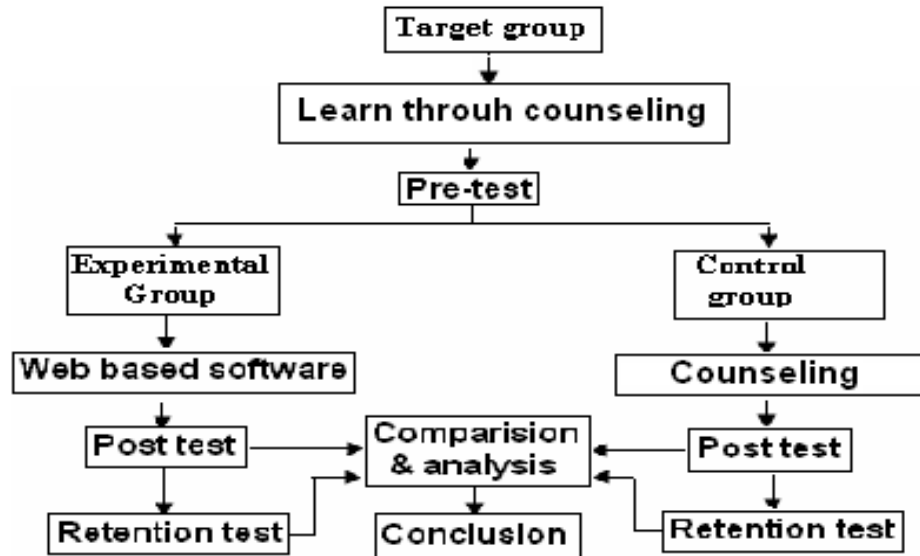 Target group
Learn throuh counseling
Pre-test
Experimental
Group
Control
group
Web based software
Counseling
Post test
Comparision
& analysis
Post test
Retention test
Conclusion
Retention test